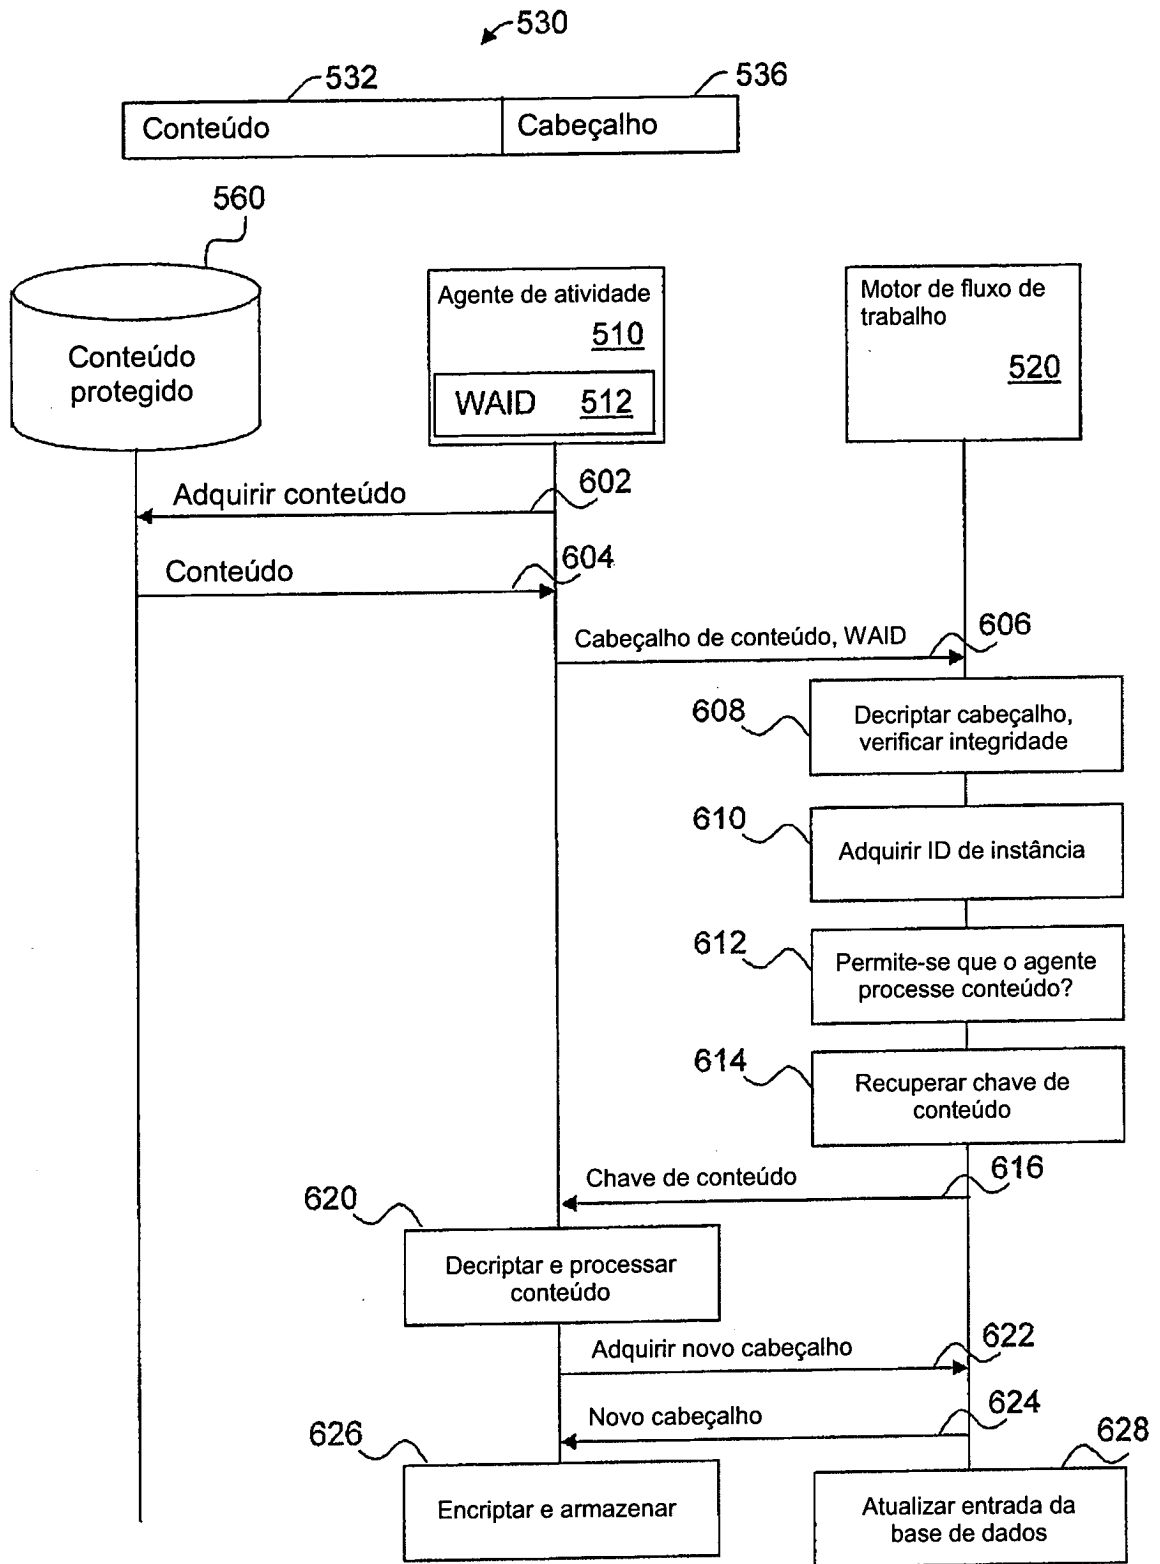 530
532
536
Conteúdo
Cabeçalho
560
Conteúdo
protegido
Agente de atividade
510
WAID 512
Motor de fluxo de
trabalho
520
Adquirir conteúdo
602
Conteúdo
604
Cabeçalho de conteúdo, WAID
606
608
Decriptar cabeçalho,
verificar integridade
610
Adquirir ID de instância
612
Permite-se que o agente
processe conteúdo?
614
Recuperar chave de
conteúdo
Chave de conteúdo
616
620
Decriptar e processar
conteúdo
Adquirir novo cabeçalho
622
Novo cabeçalho
624
626
Encriptar e armazenar
628
Atualizar entrada da
base de dados